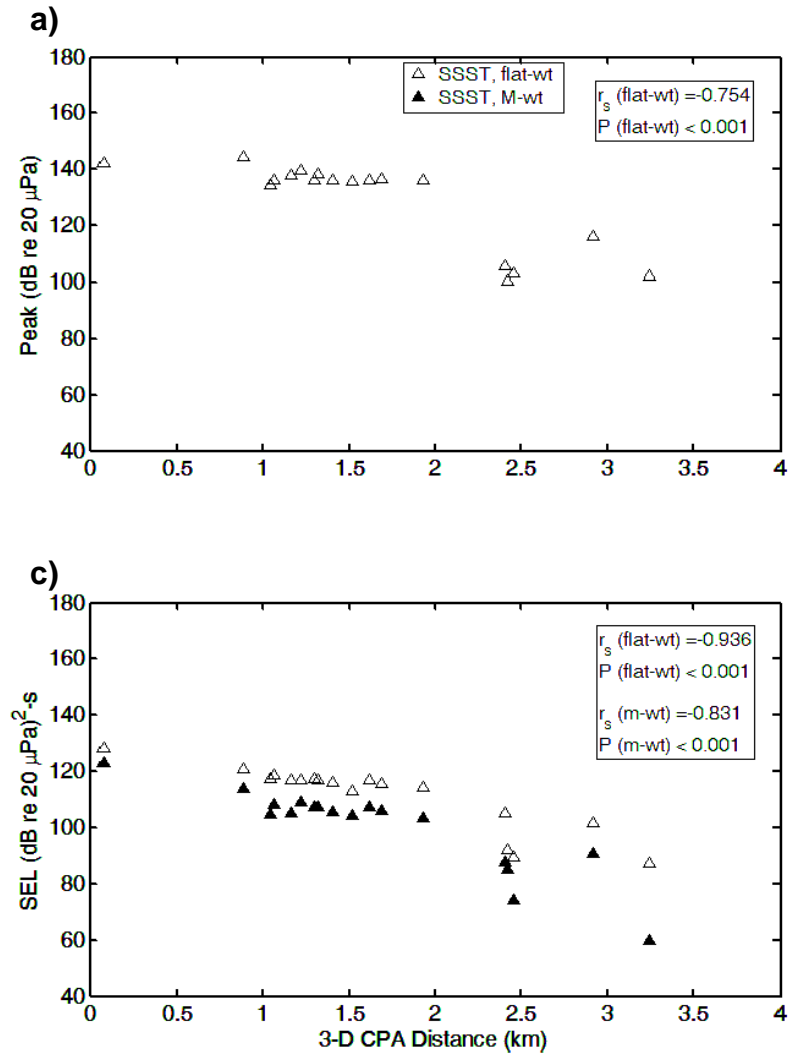 a)
180
160
140
120
100
80
60
40
Peak (dB re 20 μPa)
△ SSST, flat-wt
▲ SSST, M-wt
r_s (flat-wt) =-0.754
P (flat-wt) < 0.001
0 0.5 1 1.5 2 2.5 3 3.5 4
c)
180
160
140
120
100
80
60
40
SEL (dB re 20 μPa)²-s
r_s (flat-wt) =-0.936
P (flat-wt) < 0.001
r_s (m-wt) =-0.831
P (m-wt) < 0.001
0 0.5 1 1.5 2 2.5 3 3.5 4
3-D CPA Distance (km)